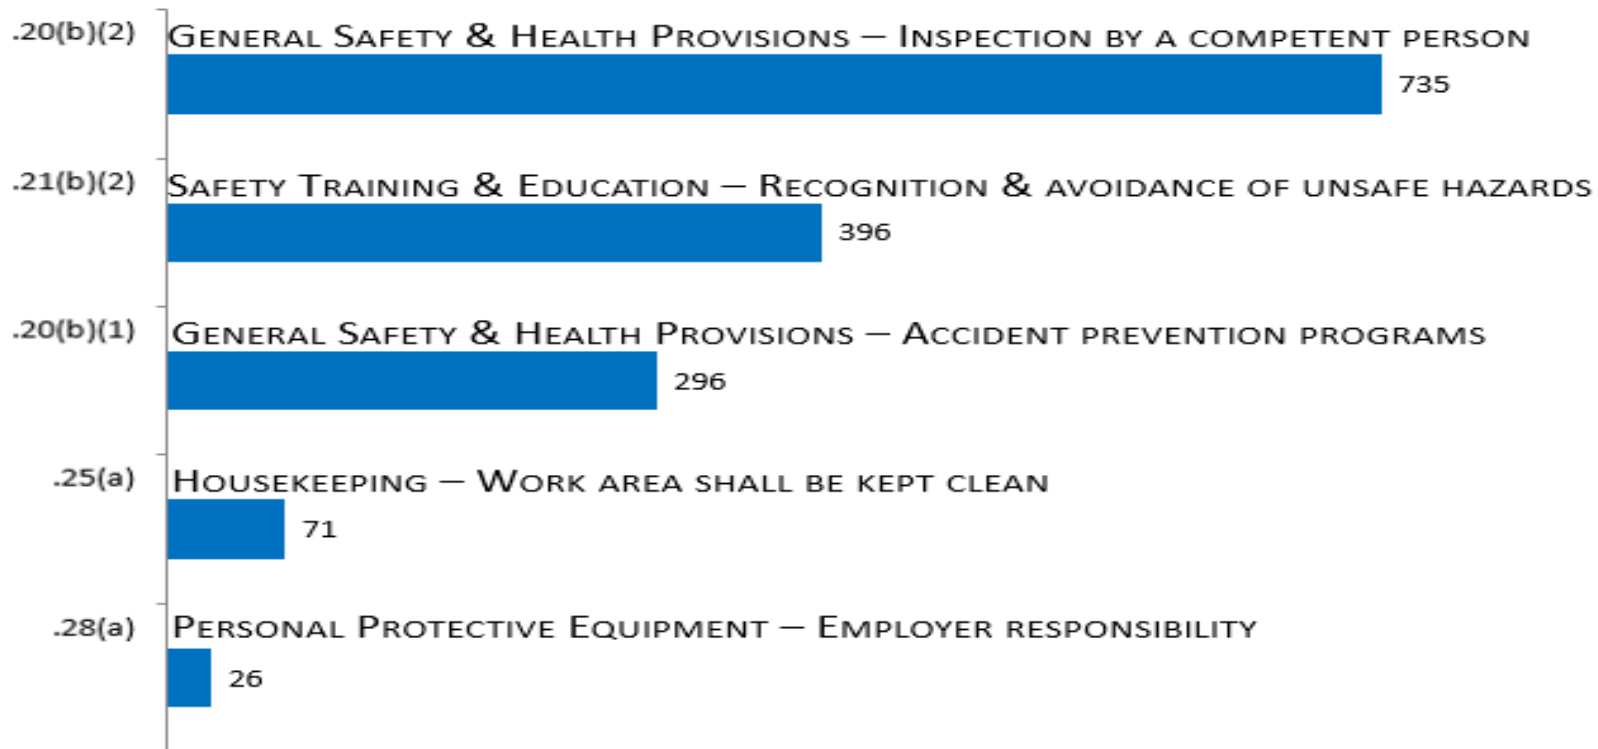 .20(b)(2) General Safety & Health Provisions – Inspection by a competent person
735
.21(b)(2) Safety Training & Education – Recognition & avoidance of unsafe hazards
396
.20(b)(1) General Safety & Health Provisions – Accident prevention programs
296
.25(a) Housekeeping – Work area shall be kept clean
71
.28(a) Personal Protective Equipment – Employer responsibility
26